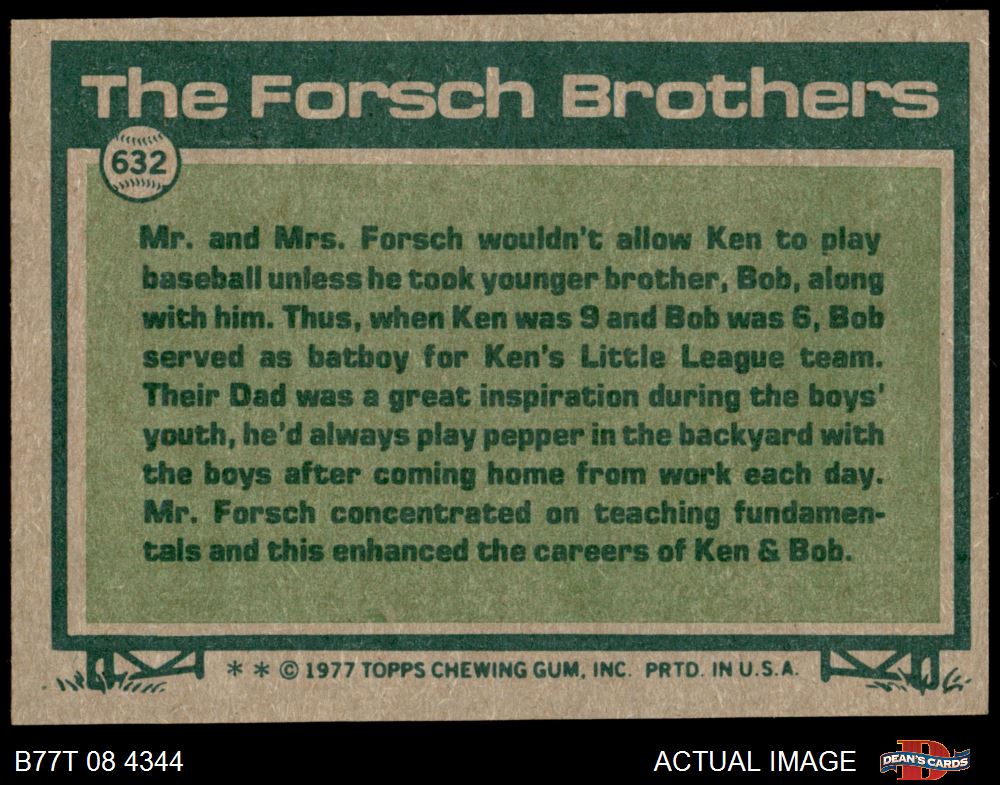 The Forsch Brothers
632
Mr. and Mrs. Forsch wouldn't allow Ken to play
baseball unless he took younger brother, Bob, along
with him. Thus, when Ken was 9 and Bob was 6, Bob
served as batboy for Ken's Little League team.
Their Dad was a great inspiration during the boys'
youth, he'd always play pepper in the backyard with
the boys after coming home from work each day.
Mr. Forsch concentrated on teaching fundamen-
tals and this enhanced the careers of Ken & Bob.
* * © 1977 TOPPS CHEWING GUM, INC. PRTD. IN U.S.A.
B77T 08 4344 ACTUAL IMAGE D DEAN'S CARDS